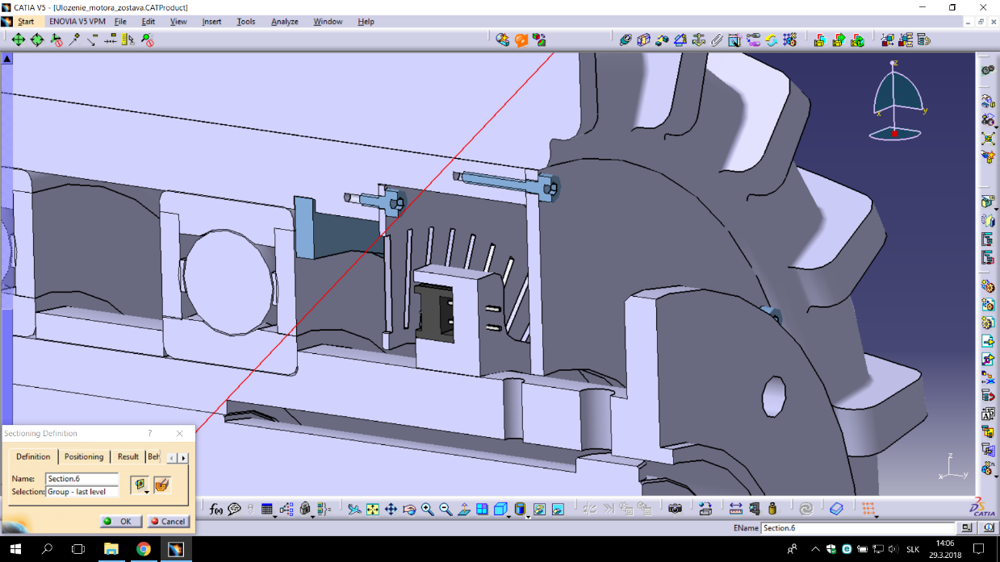 CATIA V5 - [Ulozenie_motora_zostava.CATProduct]
Start ENOVIA V5 VPM File Edit View Insert Tools Analyze Window Help
z
x y
Sectioning Definition ?
Definition Positioning Result Beh
Name: Section.6
Selection: Group - last level
OK Cancel
z
x y
f(x)
CATIA
EName Section.6
SLK
14:06
29.3.2018